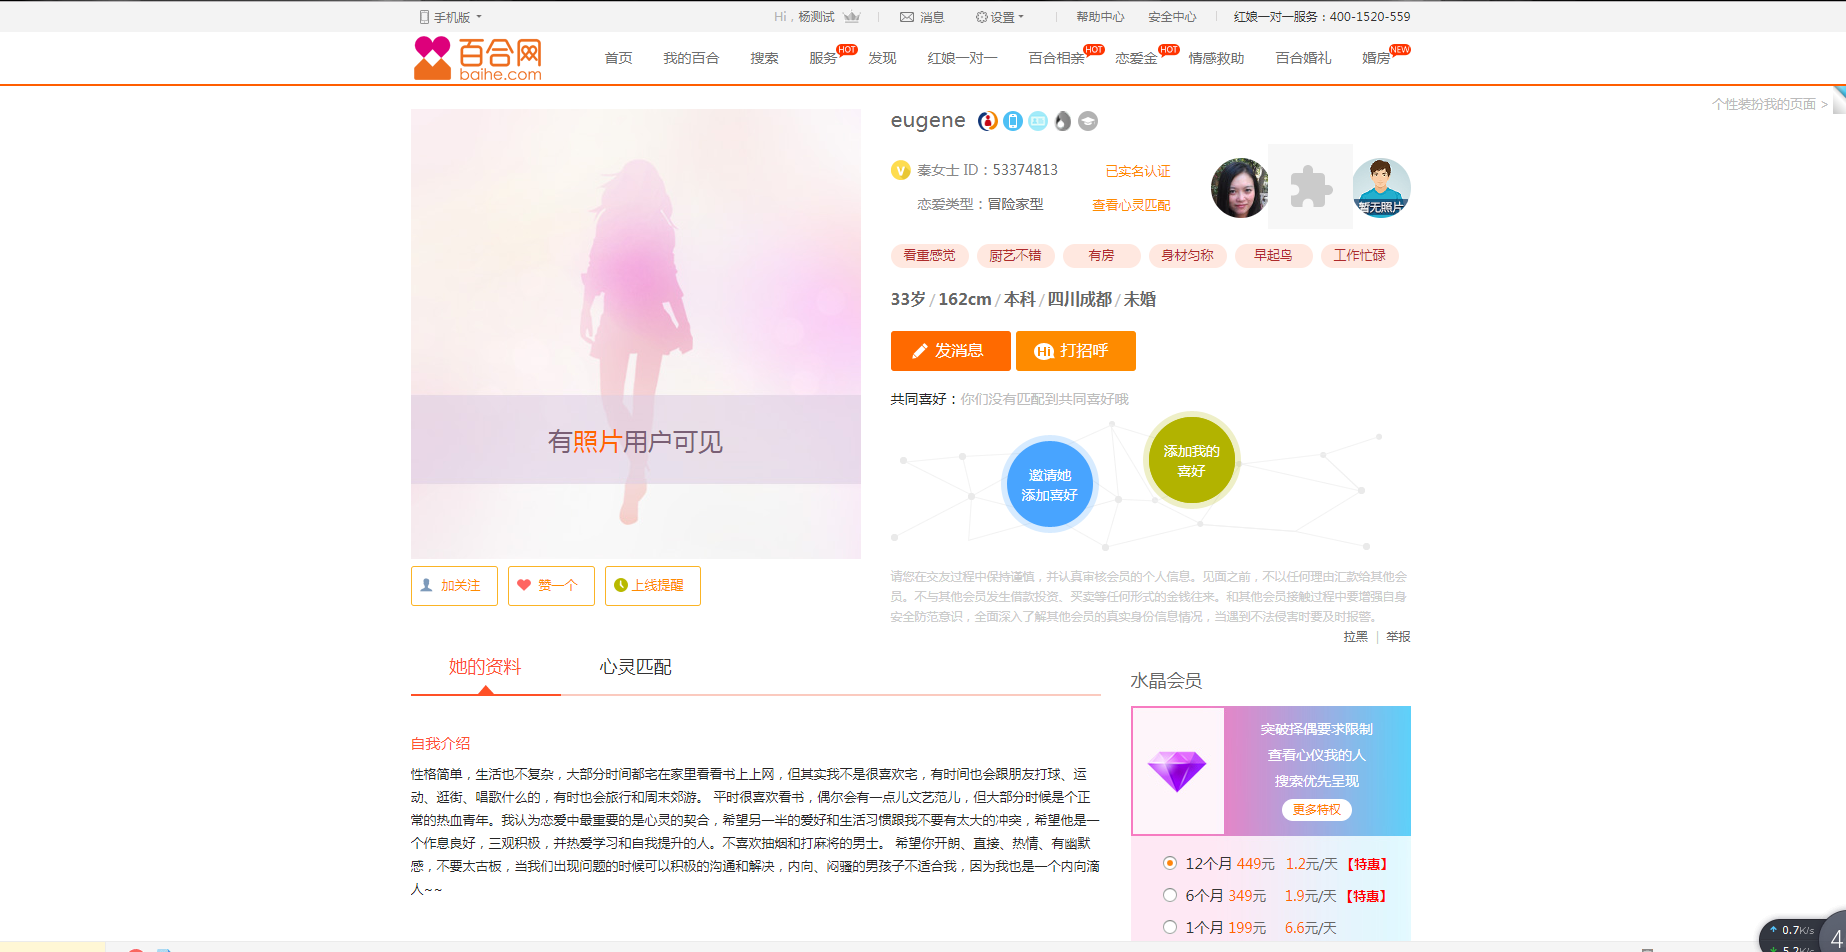 手机版
Hi，杨测试
消息
设置
帮助中心
安全中心
红娘一对一服务：400-1520-559
百合网
baihe.com
首页
我的百合
搜索
服务
HOT
发现
红娘一对一
百合相亲
HOT
恋爱金
HOT
情感救助
百合婚礼
婚房
NEW
个性装扮我的页面 >
有照片用户可见
eugene
V 秦女士 ID：53374813
已实名认证
恋爱类型：冒险家型
查看心灵匹配
暂无照片
看重感觉
厨艺不错
有房
身材匀称
早起鸟
工作忙碌
33岁 / 162cm / 本科 / 四川成都 / 未婚
发消息
Hi 打招呼
共同喜好：你们没有匹配到共同喜好哦
邀请她
添加喜好
添加我的
喜好
请您在交友过程中保持谨慎，并认真审核会员的个人信息。见面之前，不以任何理由汇款给其他会
员。不与其他会员发生借款投资、买卖等任何形式的金钱往来。和其他会员接触过程中要增强自身
安全防范意识，全面深入了解其他会员的真实身份信息情况，当遇到不法侵害时要及时报警。
拉黑 | 举报
加关注
赞一个
上线提醒
她的资料
心灵匹配
自我介绍
性格简单，生活也不复杂，大部分时间都宅在家里看看书上上网，但其实我不是很喜欢宅，有时间也会跟朋友打球、运
动、逛街、唱歌什么的，有时也会旅行和周末郊游。 平时很喜欢看书，偶尔会有一点儿文艺范儿，但大部分时候是个正
常的热血青年。我认为恋爱中最重要的是心灵的契合，希望另一半的爱好和生活习惯跟我不要有太大的冲突，希望他是一
个作息良好，三观积极，并热爱学习和自我提升的人。不喜欢抽烟和打麻将的男士。 希望你开朗、直接、热情、有幽默
感，不要太古板，当我们出现问题的时候可以积极的沟通和解决，内向、闷骚的男孩子不适合我，因为我也是一个内向滴
人~~
水晶会员
突破择偶要求限制
查看心仪我的人
搜索优先呈现
更多特权
12个月 449元 1.2元/天 【特惠】
6个月 349元 1.9元/天 【特惠】
1个月 199元 6.6元/天
0.7K/s
5.2K/s
4